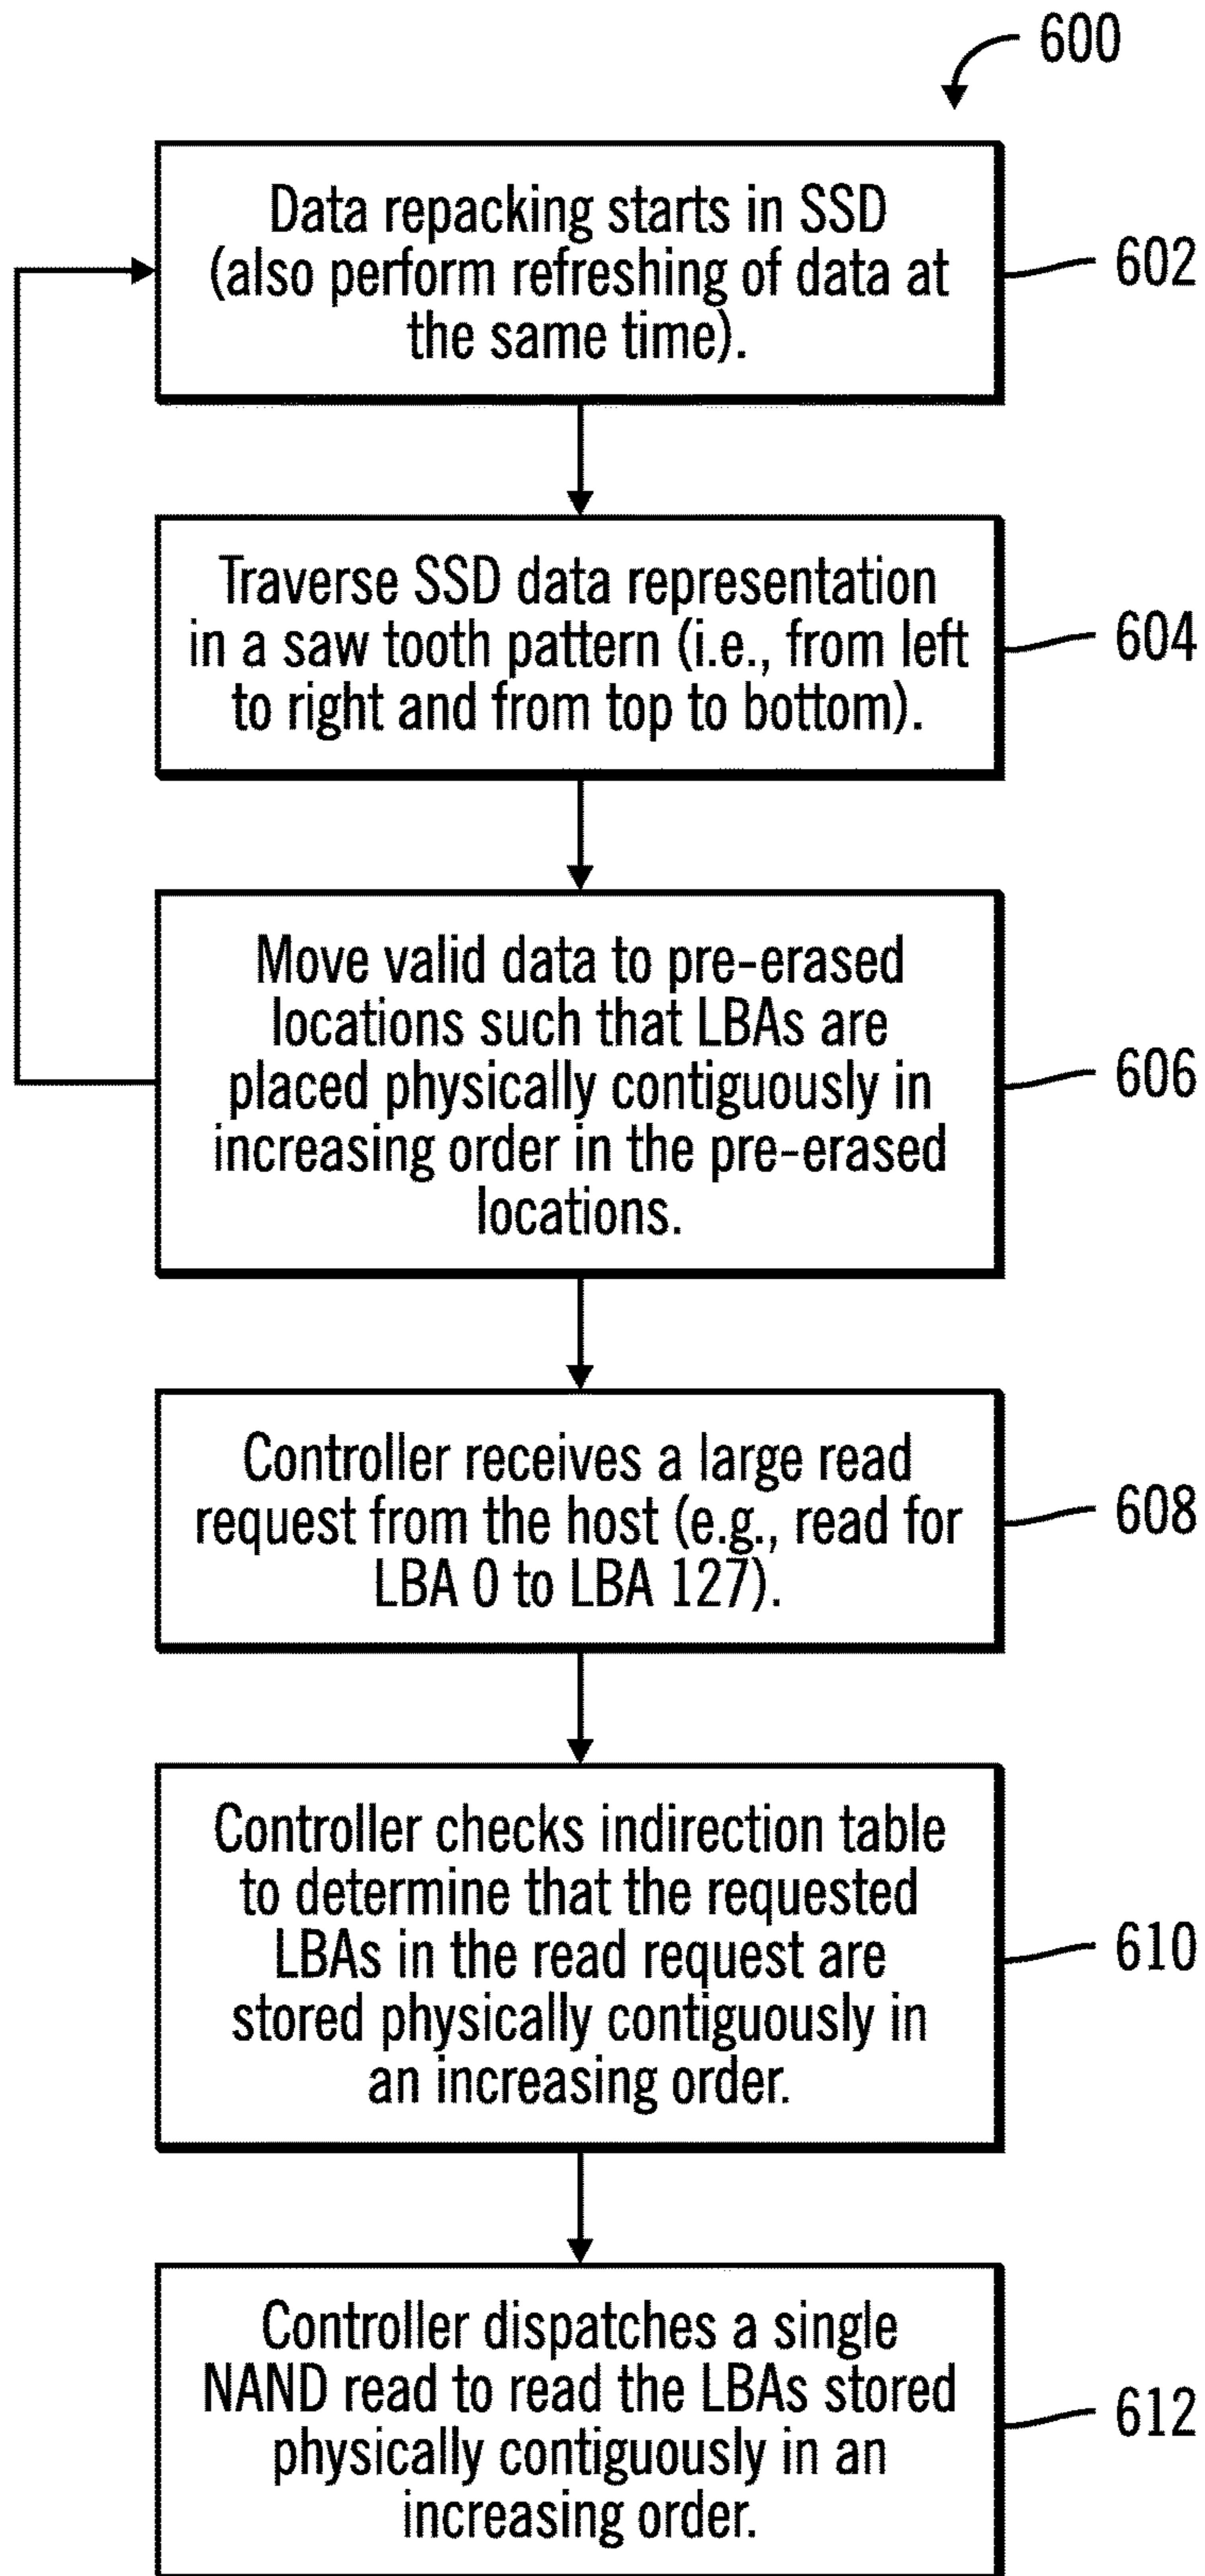 600
Data repacking starts in SSD
(also perform refreshing of data at
the same time).
602
Traverse SSD data representation
in a saw tooth pattern (i.e., from left
to right and from top to bottom).
604
Move valid data to pre-erased
locations such that LBAs are
placed physically contiguously in
increasing order in the pre-erased
locations.
606
Controller receives a large read
request from the host (e.g., read for
LBA 0 to LBA 127).
608
Controller checks indirection table
to determine that the requested
LBAs in the read request are
stored physically contiguously in
an increasing order.
610
Controller dispatches a single
NAND read to read the LBAs stored
physically contiguously in an
increasing order.
612